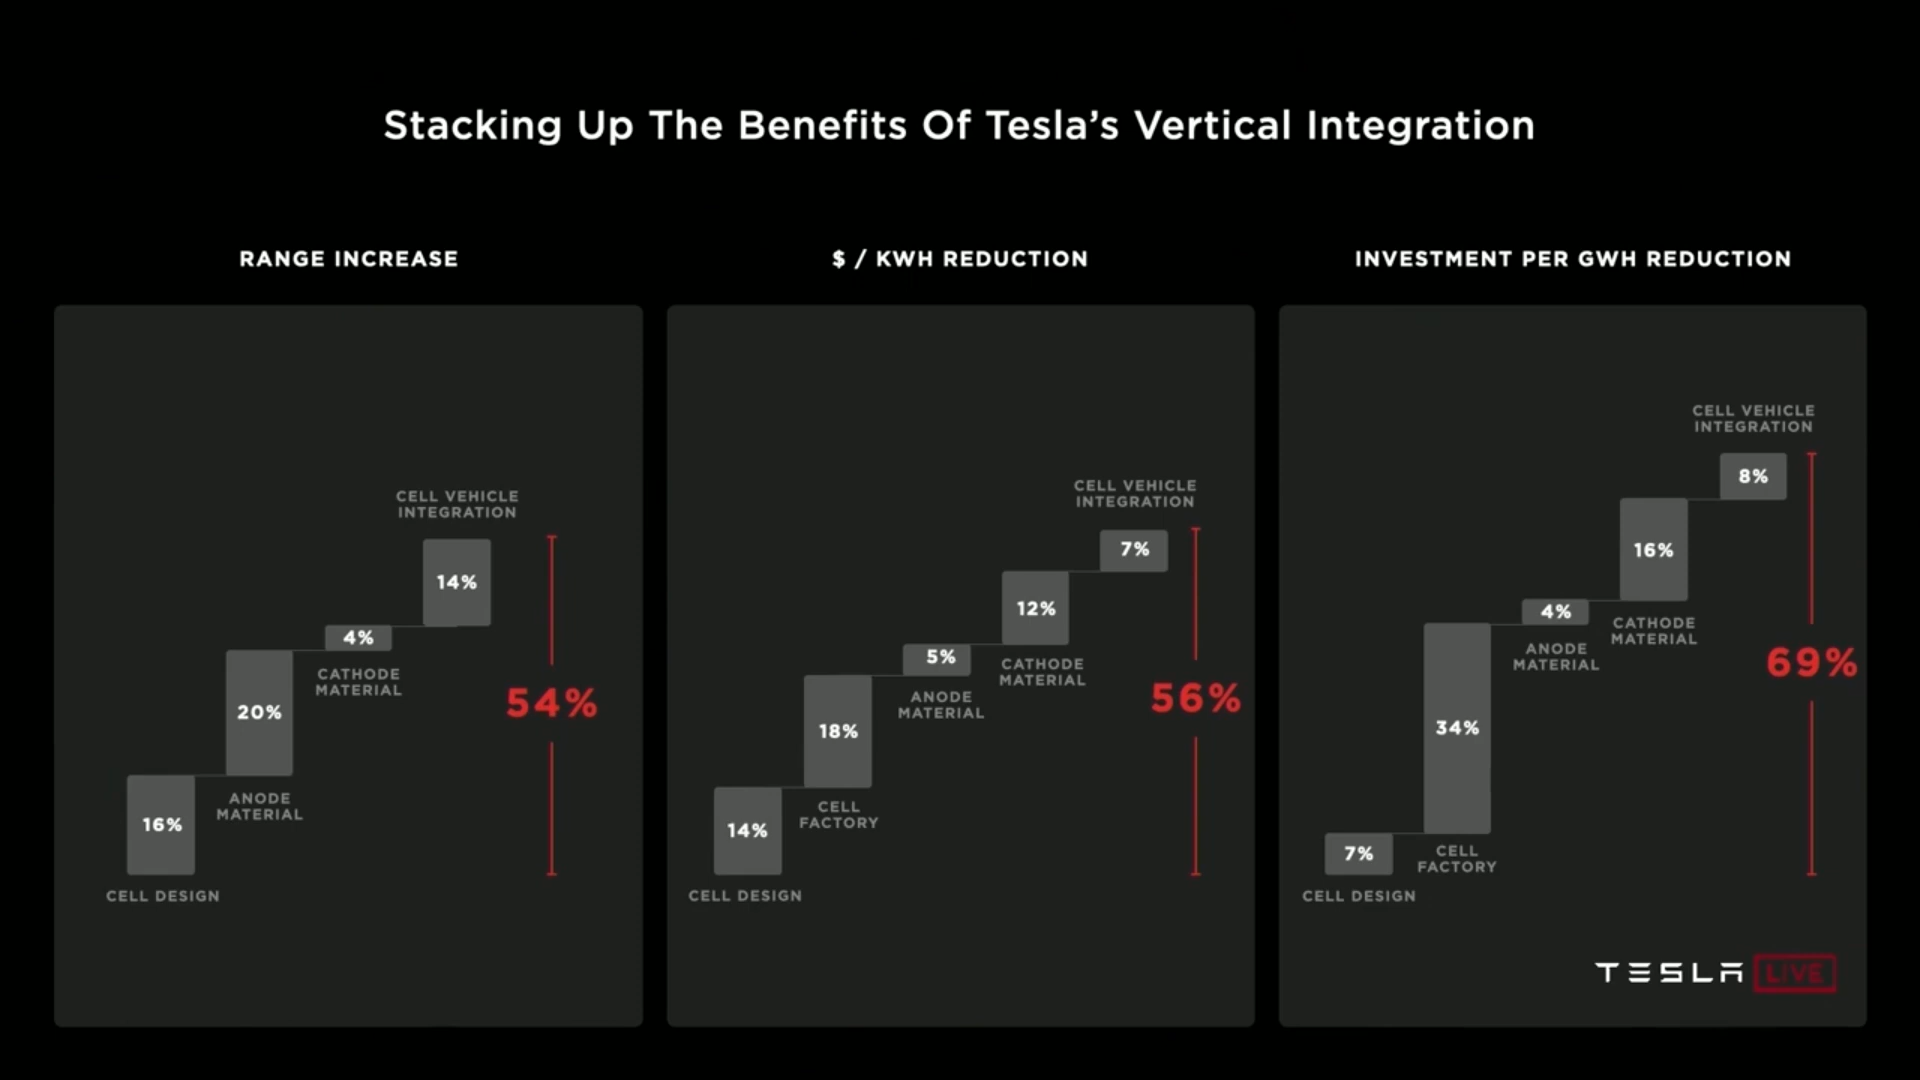 Stacking Up The Benefits Of Tesla's Vertical Integration
RANGE INCREASE
CELL VEHICLE
INTEGRATION
14%
4%
CATHODE
MATERIAL
20%
ANODE
MATERIAL
16%
CELL DESIGN
54%
$ / KWH REDUCTION
CELL VEHICLE
INTEGRATION
7%
12%
CATHODE
MATERIAL
5%
ANODE
MATERIAL
18%
CELL
FACTORY
14%
CELL DESIGN
56%
INVESTMENT PER GWH REDUCTION
CELL VEHICLE
INTEGRATION
8%
16%
CATHODE
MATERIAL
4%
ANODE
MATERIAL
34%
CELL
FACTORY
7%
CELL DESIGN
69%
TESLA LIVE